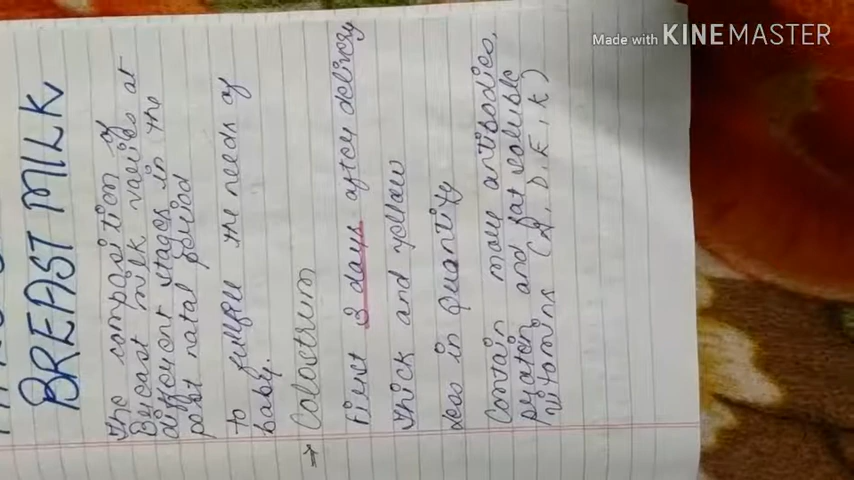 BREAST MILK
The composition of
Breast milk varies at
different stages in the
post natal period
to fulfill the needs of
baby.
→ Colostrum
First 3 days after delivery
Thick and yellow
Less in quantity
Contain more antibodies,
protein and fat soluble
vitamins (A, D, E, K)
Made with KINEMASTER